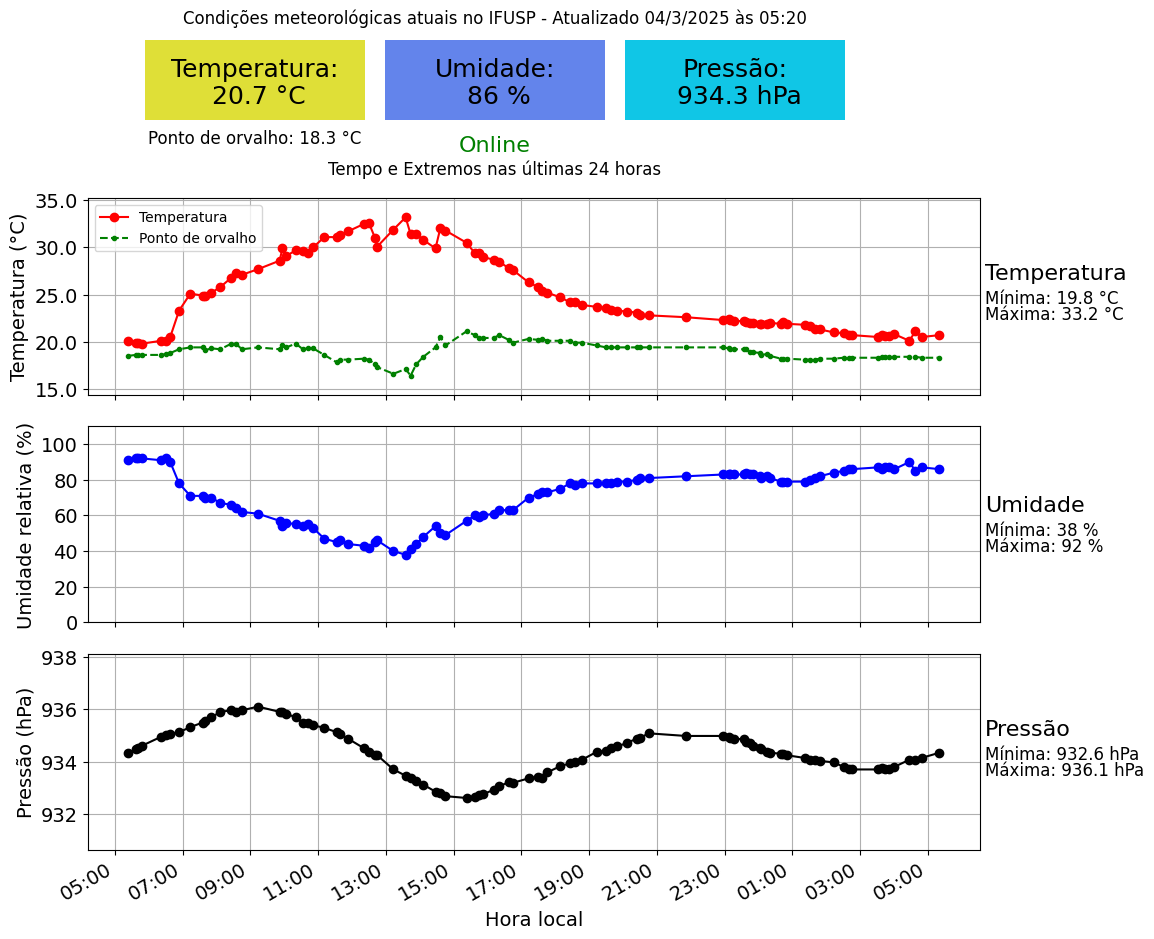 Condições meteorológicas atuais no IFUSP - Atualizado 04/3/2025 às 05:20
Temperatura:
20.7 °C
Umidade:
86 %
Pressão:
934.3 hPa
Ponto de orvalho: 18.3 °C
Online
Tempo e Extremos nas últimas 24 horas
Temperatura (°C)
35.0
30.0
25.0
20.0
15.0
Temperatura
Ponto de orvalho
Temperatura
Mínima: 19.8 °C
Máxima: 33.2 °C
Umidade relativa (%)
100
80
60
40
20
0
Umidade
Mínima: 38 %
Máxima: 92 %
Pressão (hPa)
938
936
934
932
Pressão
Mínima: 932.6 hPa
Máxima: 936.1 hPa
05:00
07:00
09:00
11:00
13:00
15:00
17:00
19:00
21:00
23:00
01:00
03:00
05:00
Hora local